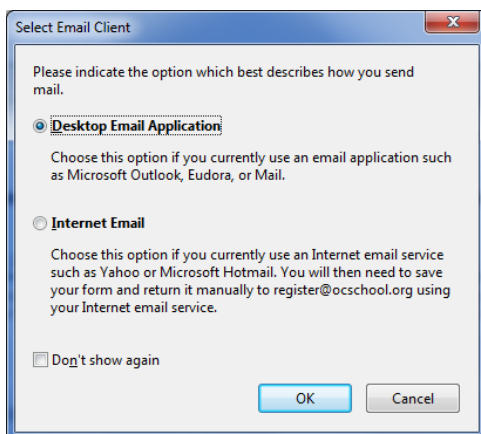 Select Email Client
Please indicate the option which best describes how you send
mail.
Desktop Email Application
Choose this option if you currently use an email application such
as Microsoft Outlook, Eudora, or Mail.
Internet Email
Choose this option if you currently use an Internet email service
such as Yahoo or Microsoft Hotmail. You will then need to save
your form and return it manually to register@ocschool.org using
your Internet email service.
Don't show again
OK Cancel